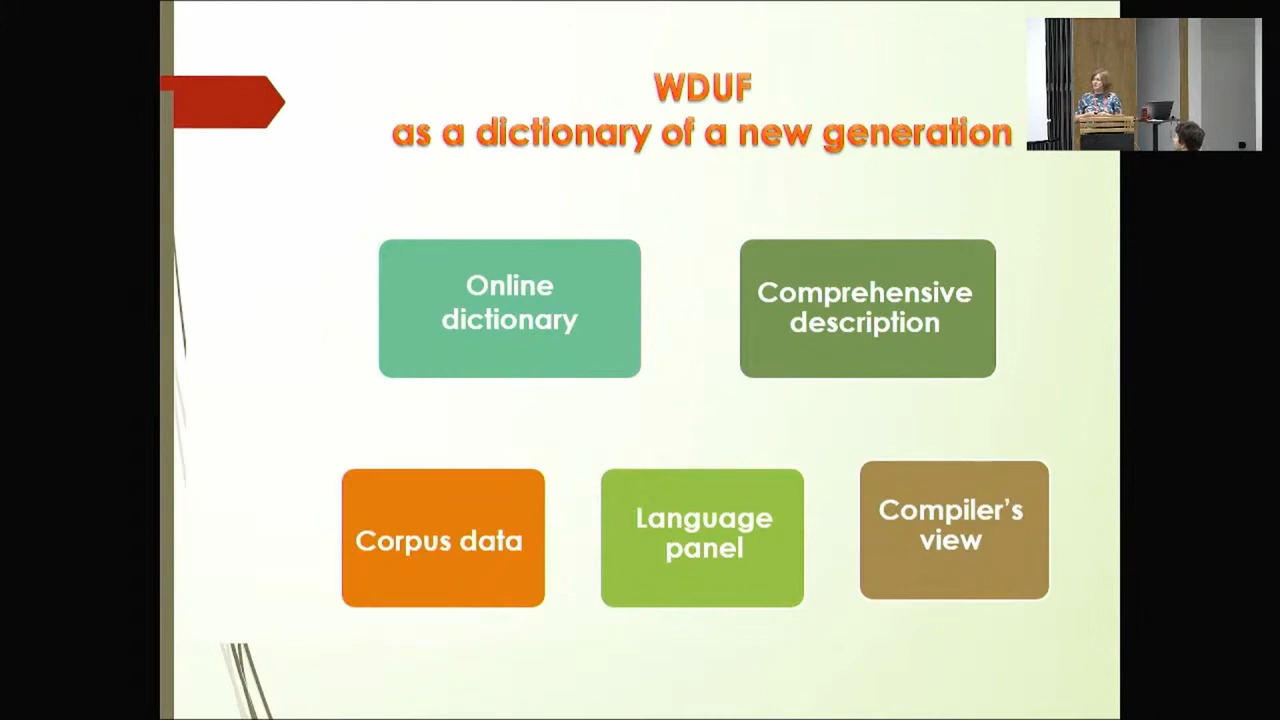 WDUF
as a dictionary of a new generation
Online
dictionary
Comprehensive
description
Corpus data
Language
panel
Compiler's
view